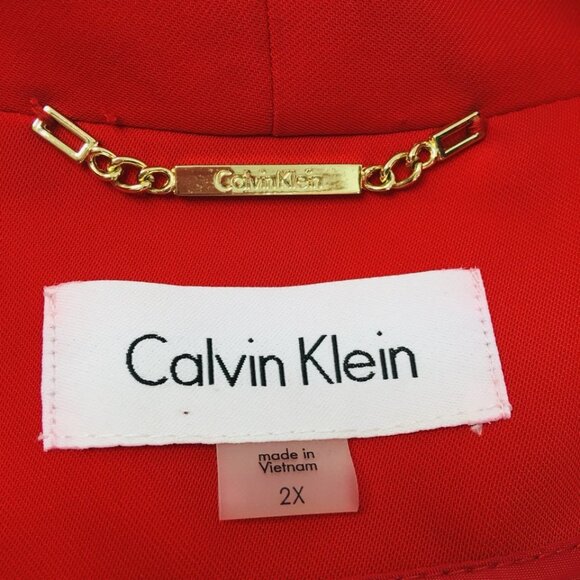 CalvinKlein
Calvin Klein
made in
Vietnam
2X